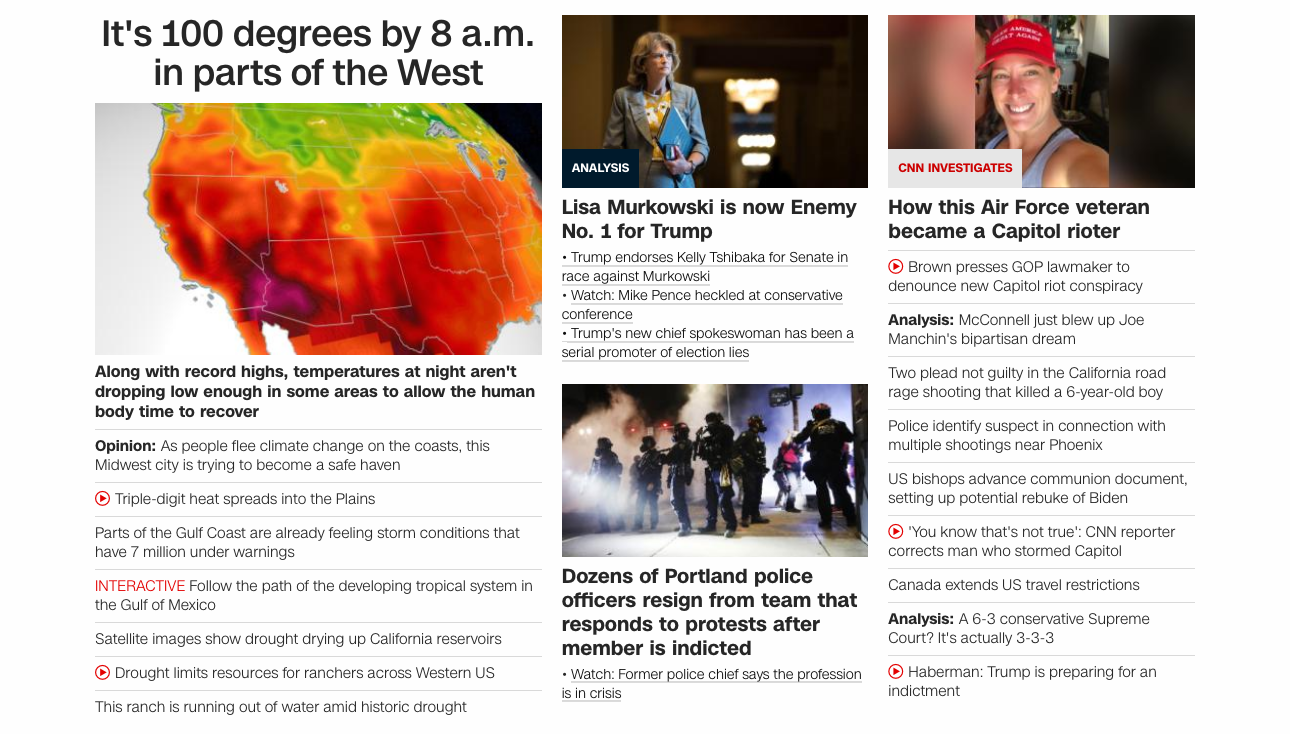 It's 100 degrees by 8 a.m.
in parts of the West
Along with record highs, temperatures at night aren't
dropping low enough in some areas to allow the human
body time to recover
Opinion: As people flee climate change on the coasts, this
Midwest city is trying to become a safe haven
Triple-digit heat spreads into the Plains
Parts of the Gulf Coast are already feeling storm conditions that
have 7 million under warnings
INTERACTIVE Follow the path of the developing tropical system in
the Gulf of Mexico
Satellite images show drought drying up California reservoirs
Drought limits resources for ranchers across Western US
This ranch is running out of water amid historic drought
ANALYSIS
Lisa Murkowski is now Enemy
No. 1 for Trump
• Trump endorses Kelly Tshibaka for Senate in
race against Murkowski
• Watch: Mike Pence heckled at conservative
conference
• Trump's new chief spokeswoman has been a
serial promoter of election lies
Dozens of Portland police
officers resign from team that
responds to protests after
member is indicted
• Watch: Former police chief says the profession
is in crisis
AMERICA
GREAT AGAIN
CNN INVESTIGATES
How this Air Force veteran
became a Capitol rioter
Brown presses GOP lawmaker to
denounce new Capitol riot conspiracy
Analysis: McConnell just blew up Joe
Manchin's bipartisan dream
Two plead not guilty in the California road
rage shooting that killed a 6-year-old boy
Police identify suspect in connection with
multiple shootings near Phoenix
US bishops advance communion document,
setting up potential rebuke of Biden
'You know that's not true': CNN reporter
corrects man who stormed Capitol
Canada extends US travel restrictions
Analysis: A 6-3 conservative Supreme
Court? It's actually 3-3-3
Haberman: Trump is preparing for an
indictment